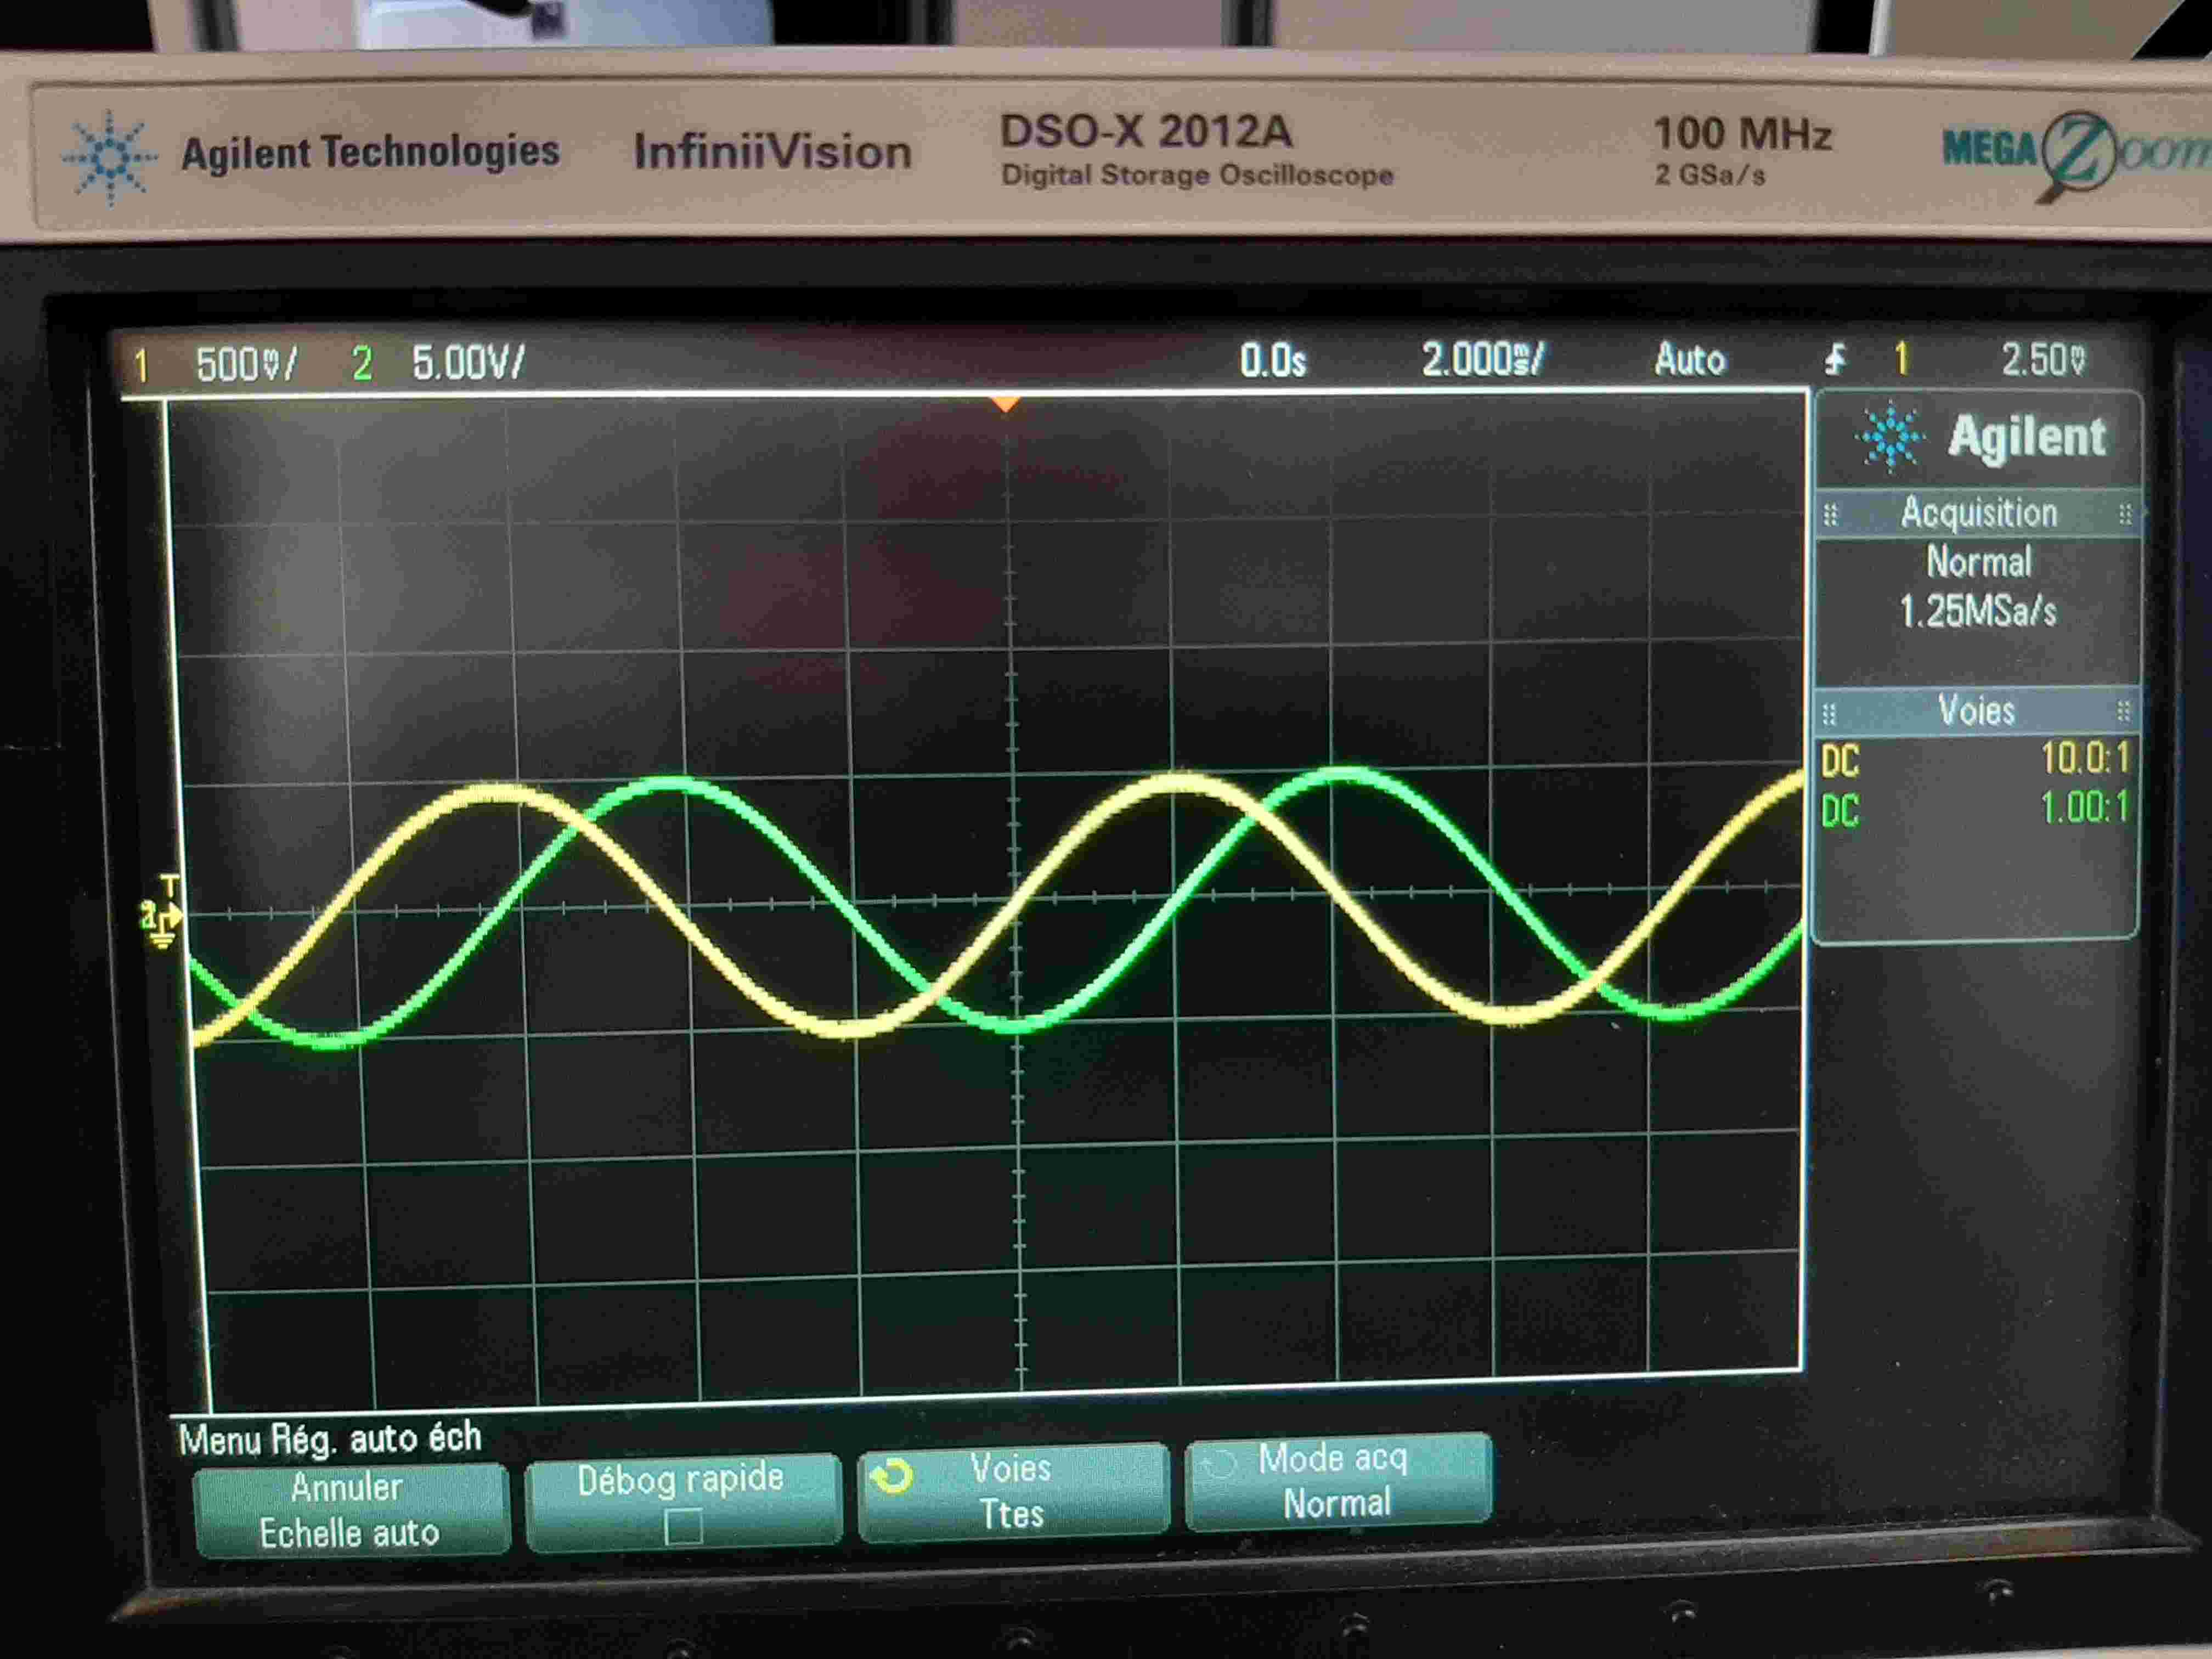 Agilent Technologies InfiniiVision DSO-X 2012A 100 MHz MEGA Zoom
Digital Storage Oscilloscope 2 GSa/s
1 500mV/ 2 5.00V/ 0.0s 2.000ms/ Auto 1 2.50V
Agilent
Acquisition
Normal
1.25MSa/s
Voies
DC 10.0:1
DC 1.00:1
T
Menu Rég. auto éch
Annuler
Echelle auto
Débog rapide
Voies
Ttes
Mode acq
Normal